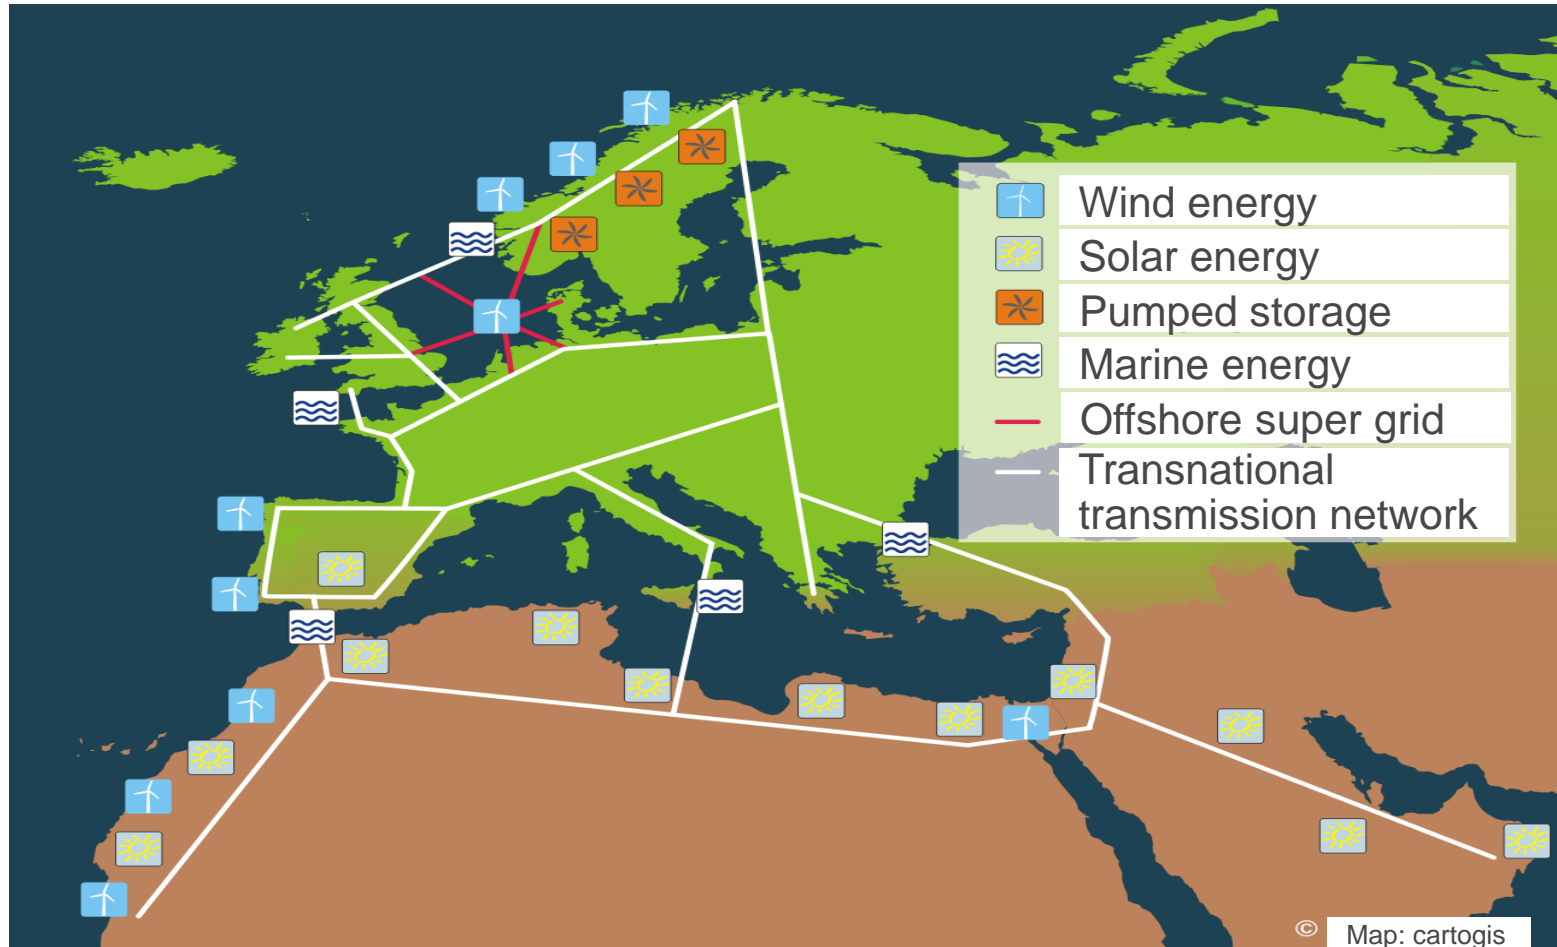 Wind energy
Solar energy
Pumped storage
Marine energy
Offshore super grid
Transnational
transmission network
© Map: cartogis